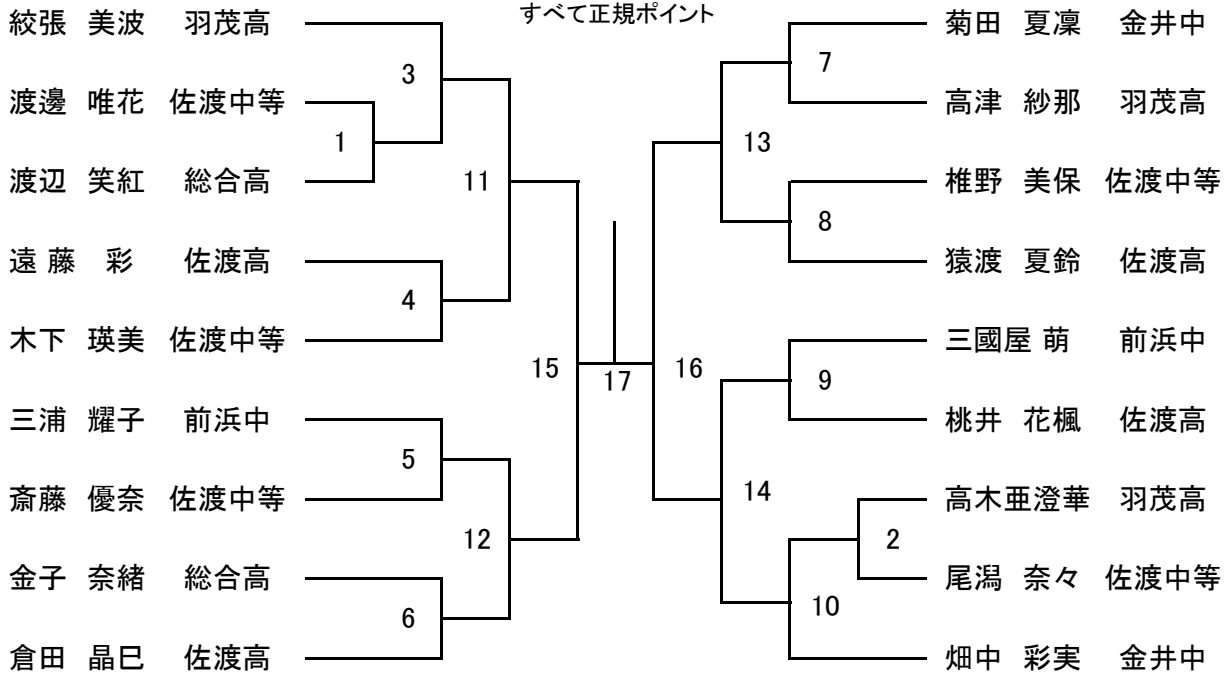 すべて正規ポイント
絞張 美波 羽茂高
渡邊 唯花 佐渡中等
渡辺 笑紅 総合高
遠藤 彩 佐渡高
木下 瑛美 佐渡中等
三浦 耀子 前浜中
斎藤 優奈 佐渡中等
金子 奈緒 総合高
倉田 晶巳 佐渡高
3
1
11
4
15
5
12
6
17
菊田 夏凜 金井中
高津 紗那 羽茂高
椎野 美保 佐渡中等
猿渡 夏鈴 佐渡高
三國屋 萌 前浜中
桃井 花楓 佐渡高
高木亜澄華 羽茂高
尾潟 奈々 佐渡中等
畑中 彩実 金井中
7
13
8
16
9
14
2
10